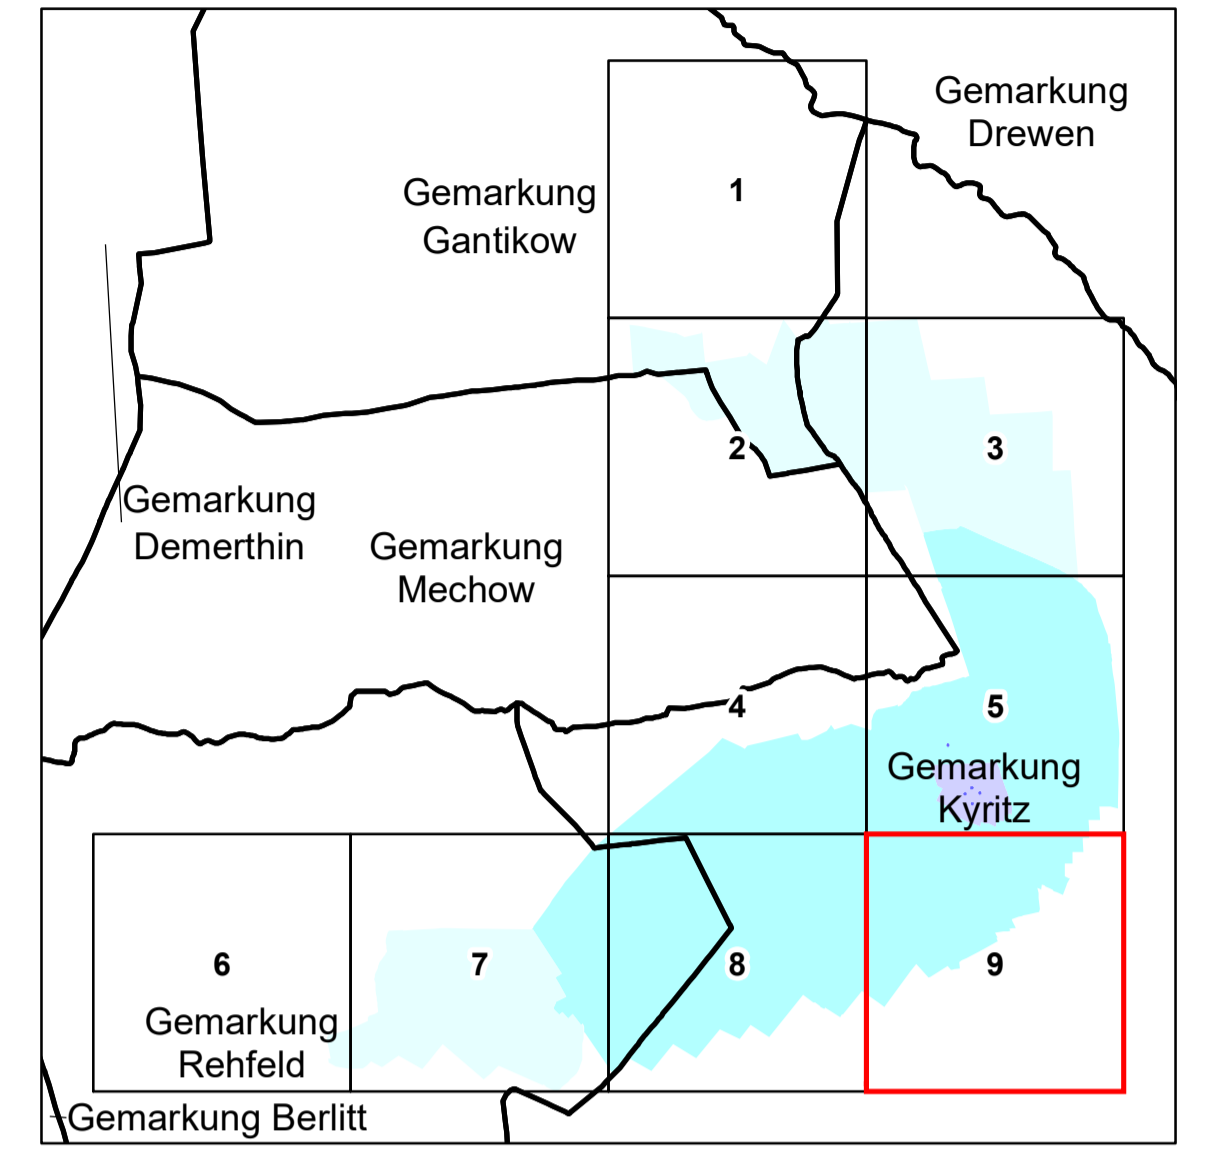 Gemarkung
Drewen
1
Gemarkung
Gantikow
2
3
Gemarkung
Demerthin
Gemarkung
Mechow
4
5
Gemarkung
Kyritz
6
7
8
9
Gemarkung
Rehfeld
Gemarkung Berlitt